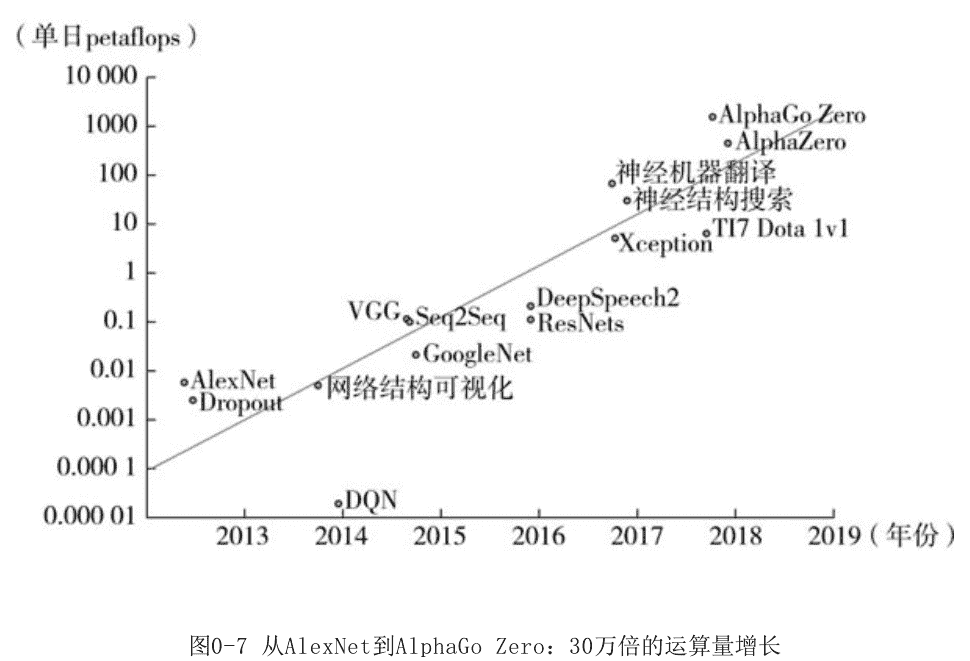 （单日petaflops）
10 000
1000
100
10
1
0.1
0.01
0.001
0.000 1
0.000 01
AlphaGo Zero
AlphaZero
神经机器翻译
神经结构搜索
TI7 Dota 1v1
Xception
DeepSpeech2
ResNets
VGG
Seq2Seq
GoogleNet
AlexNet
Dropout
网络结构可视化
DQN
2013 2014 2015 2016 2017 2018 2019（年份）
图0-7 从AlexNet到AlphaGo Zero：30万倍的运算量增长